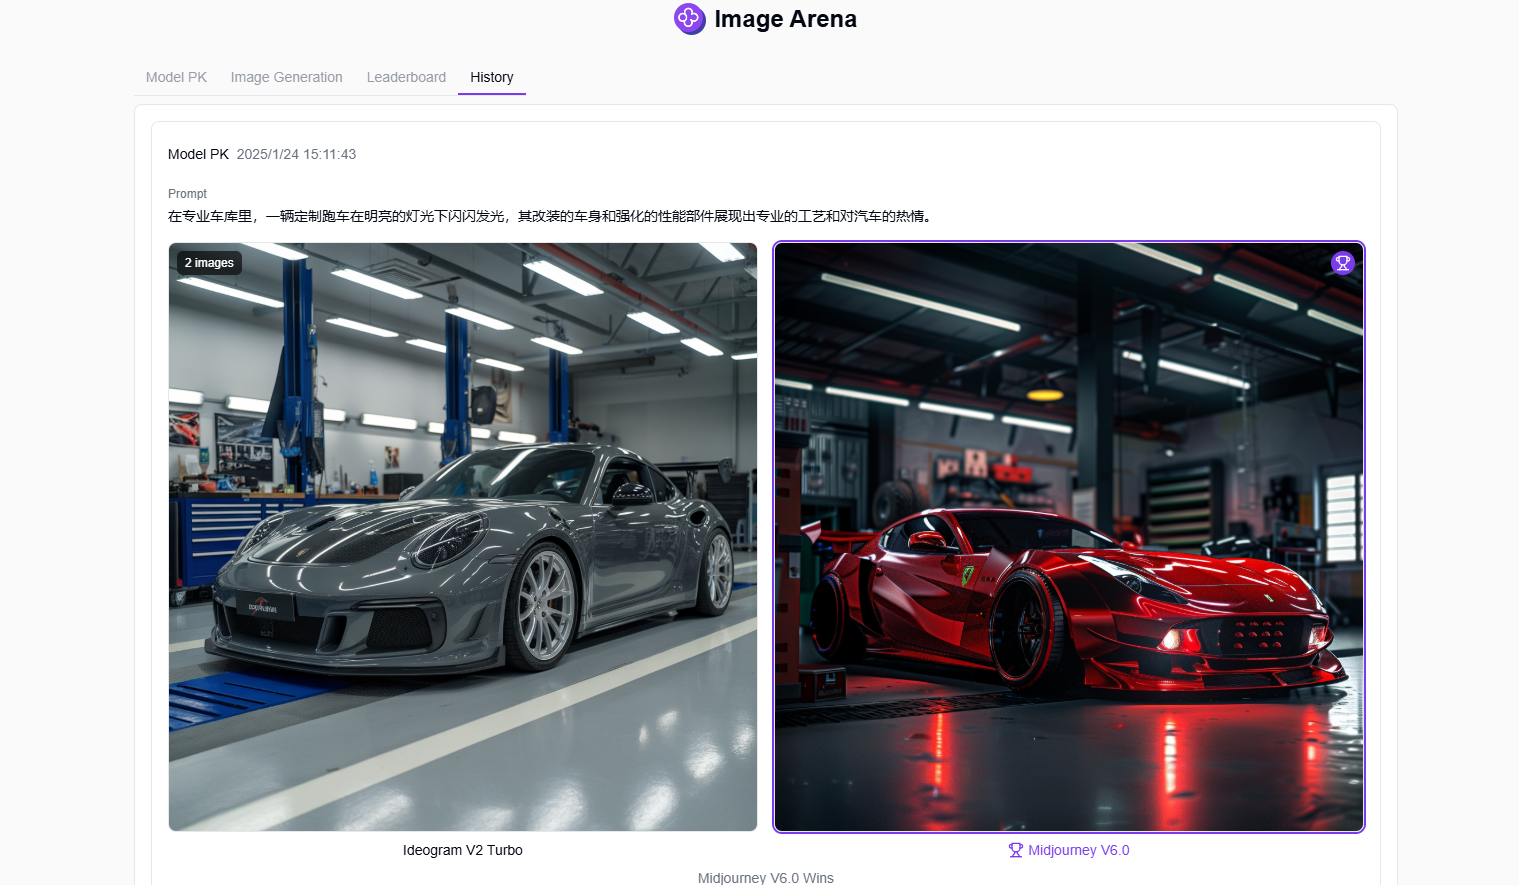 Image Arena
Model PK
Image Generation
Leaderboard
History
Model PK 2025/1/24 15:11:43
Prompt
在专业车库里，一辆定制跑车在明亮的灯光下闪闪发光，其改装的车身和强化的性能部件展现出专业的工艺和对汽车的热情。
2 images
Ideogram V2 Turbo
Midjourney V6.0
Midjourney V6.0 Wins